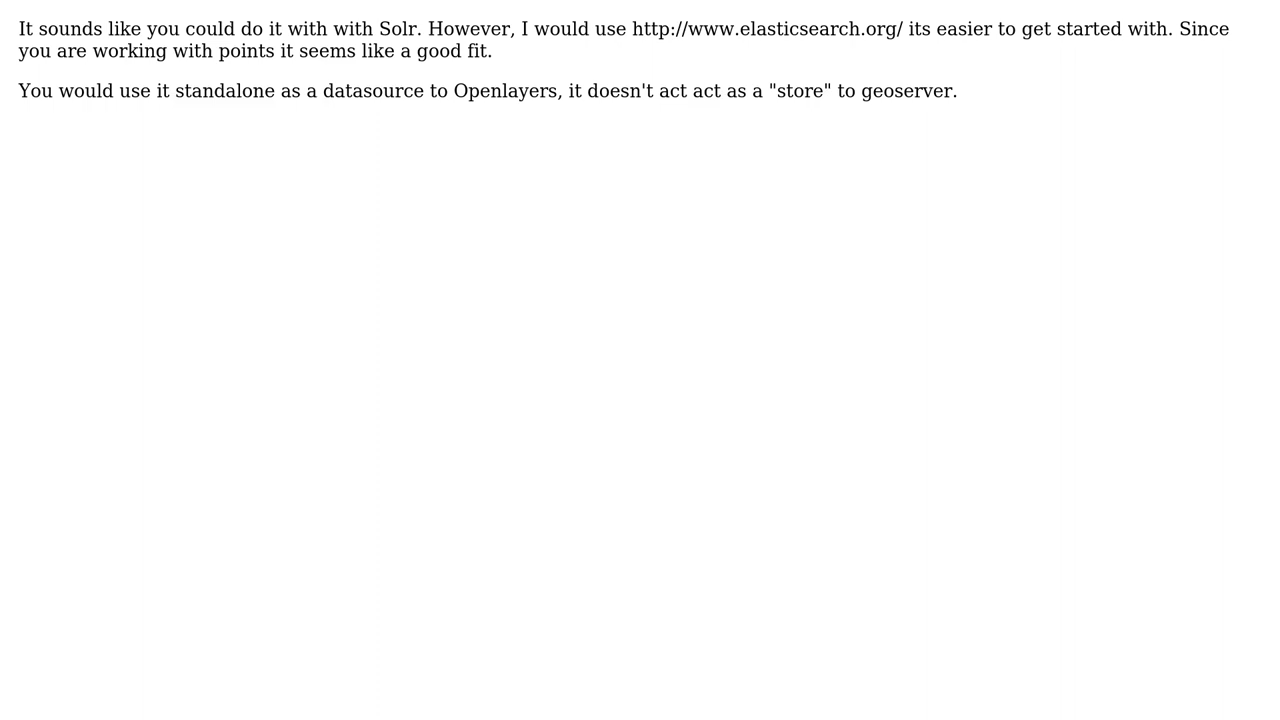 It sounds like you could do it with with Solr. However, I would use http://www.elasticsearch.org/ its easier to get started with. Since
you are working with points it seems like a good fit.
You would use it standalone as a datasource to Openlayers, it doesn't act act as a "store" to geoserver.